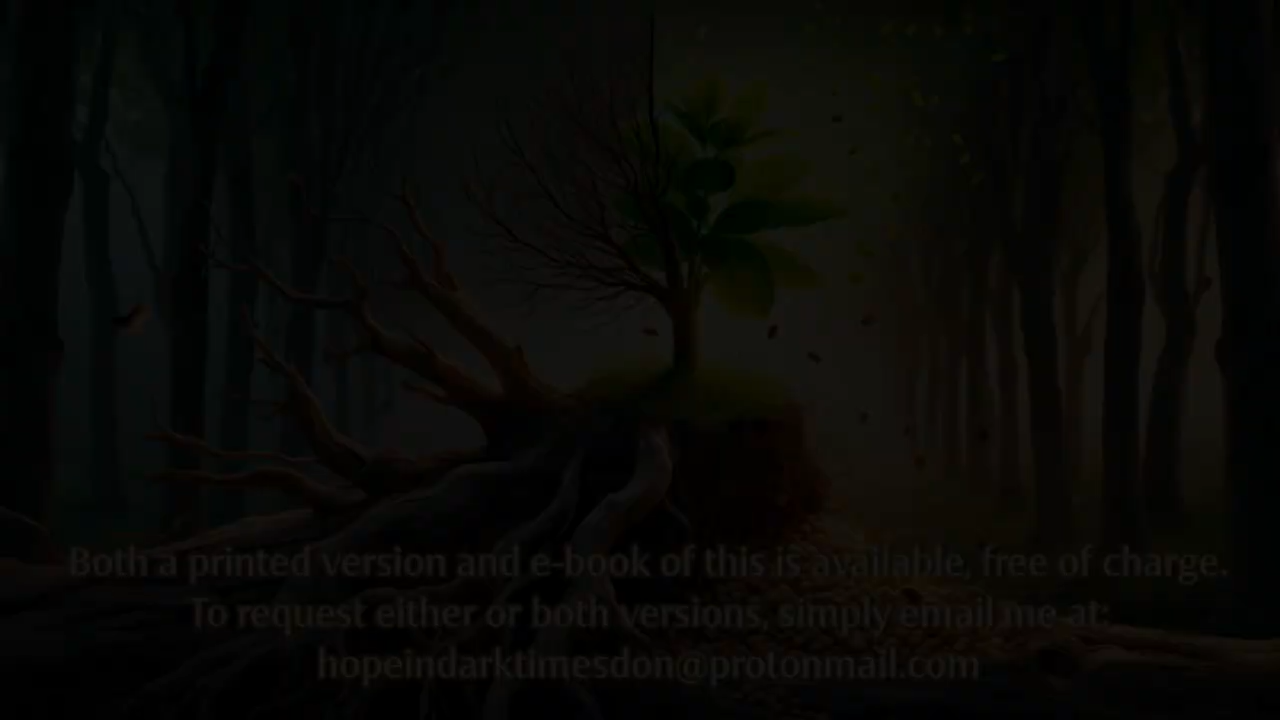 Both a printed version and e-book of this is available, free of charge.
To request either or both versions, simply email me at:
hopeindarktimesdon@protonmail.com